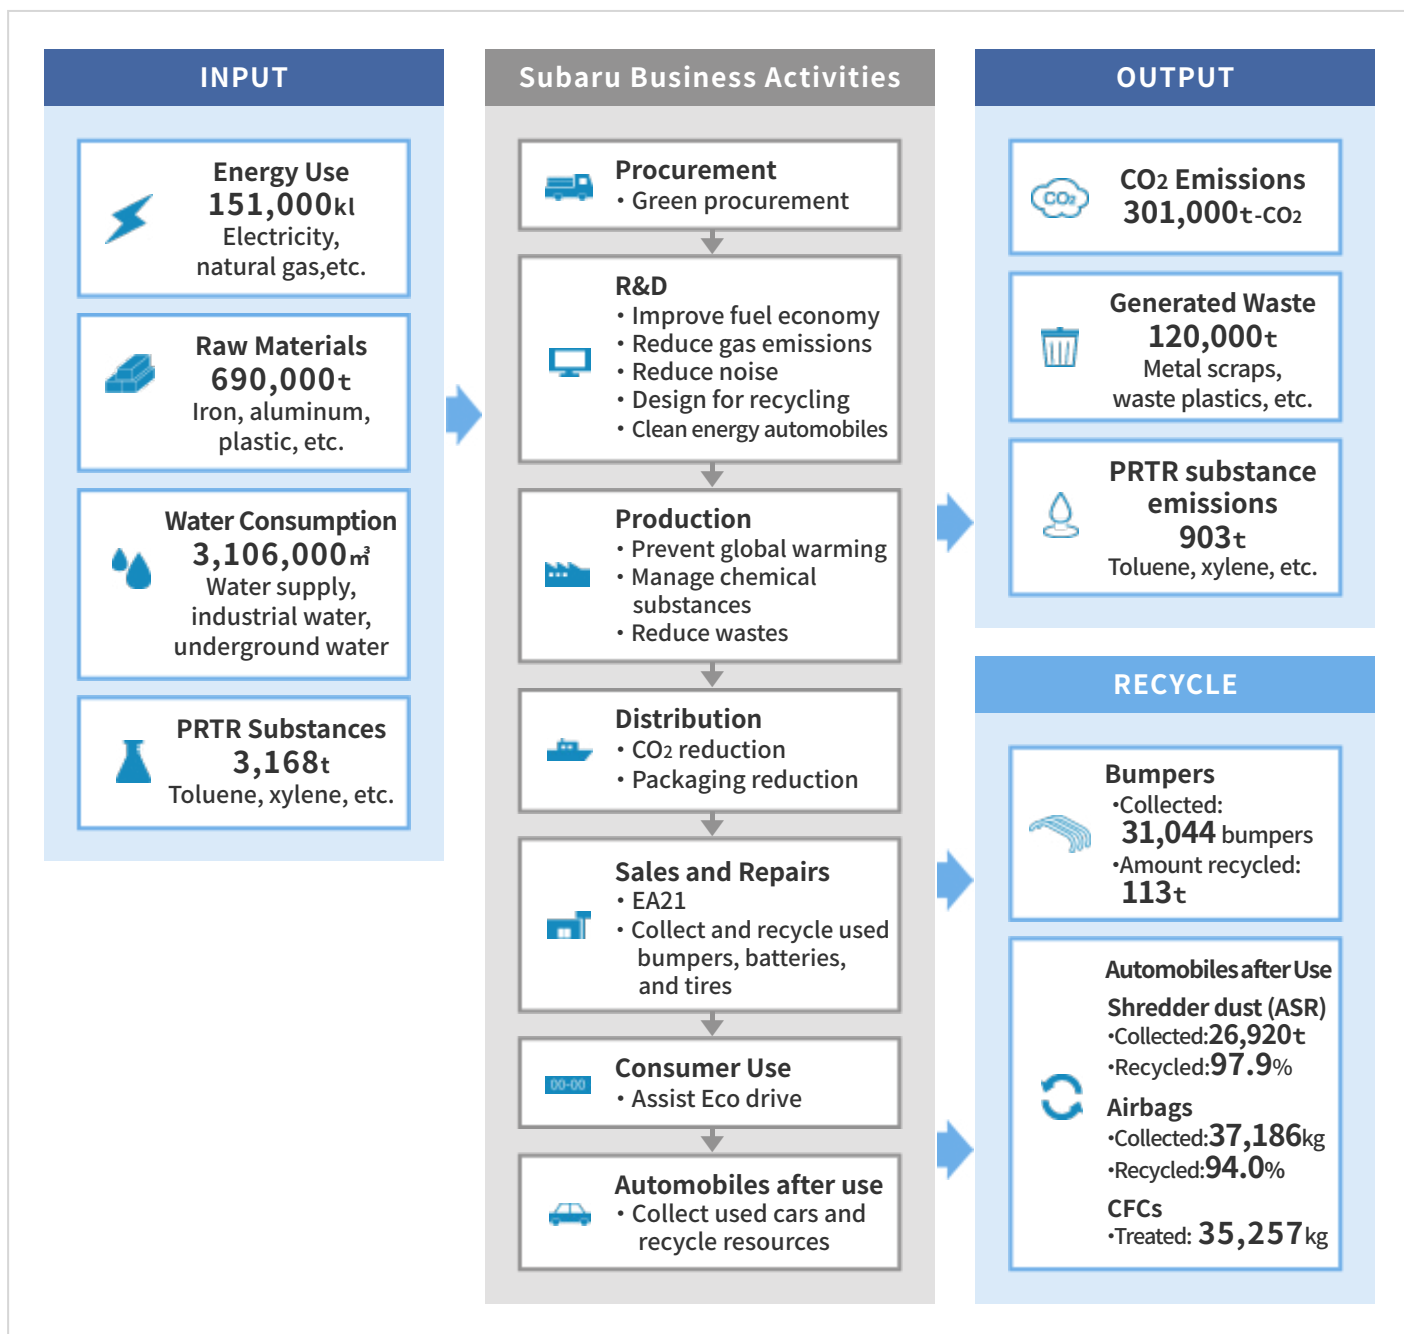 INPUT
Energy Use
151,000kl
Electricity,
natural gas,etc.
Raw Materials
690,000t
Iron, aluminum,
plastic, etc.
Water Consumption
3,106,000㎥
Water supply,
industrial water,
underground water
PRTR Substances
3,168t
Toluene, xylene, etc.
Subaru Business Activities
Procurement
・Green procurement
R&D
・Improve fuel economy
・Reduce gas emissions
・Reduce noise
・Design for recycling
・Clean energy automobiles
Production
・Prevent global warming
・Manage chemical
substances
・Reduce wastes
Distribution
・CO2 reduction
・Packaging reduction
Sales and Repairs
・EA21
・Collect and recycle used
bumpers, batteries,
and tires
00-00
Consumer Use
・Assist Eco drive
Automobiles after use
・Collect used cars and
recycle resources
OUTPUT
CO2
CO2 Emissions
301,000t-CO2
Generated Waste
120,000t
Metal scraps,
waste plastics, etc.
PRTR substance
emissions
903t
Toluene, xylene, etc.
RECYCLE
Bumpers
・Collected:
31,044 bumpers
・Amount recycled:
113t
Automobiles after Use
Shredder dust (ASR)
・Collected:26,920t
・Recycled:97.9%
Airbags
・Collected:37,186kg
・Recycled:94.0%
CFCs
・Treated: 35,257kg